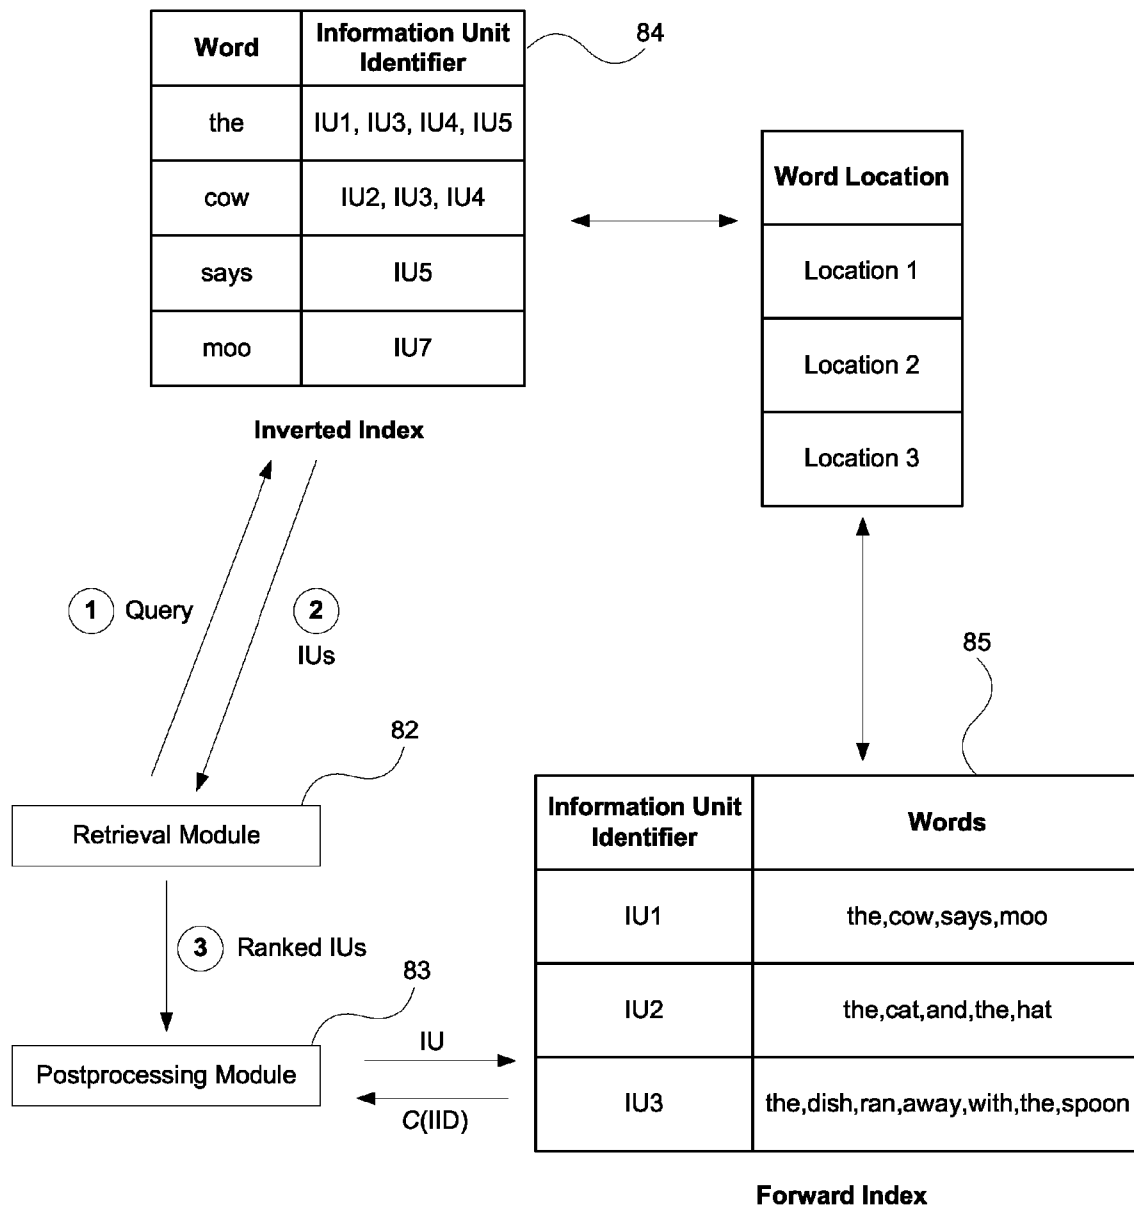 84
Word
Information Unit
Identifier
the
IU1, IU3, IU4, IU5
cow
IU2, IU3, IU4
says
IU5
moo
IU7
Inverted Index
Word Location
Location 1
Location 2
Location 3
1 Query
2
IUs
82
Retrieval Module
3 Ranked IUs
83
Postprocessing Module
IU
C(IID)
85
Information Unit
Identifier
Words
IU1
the,cow,says,moo
IU2
the,cat,and,the,hat
IU3
the,dish,ran,away,with,the,spoon
Forward Index